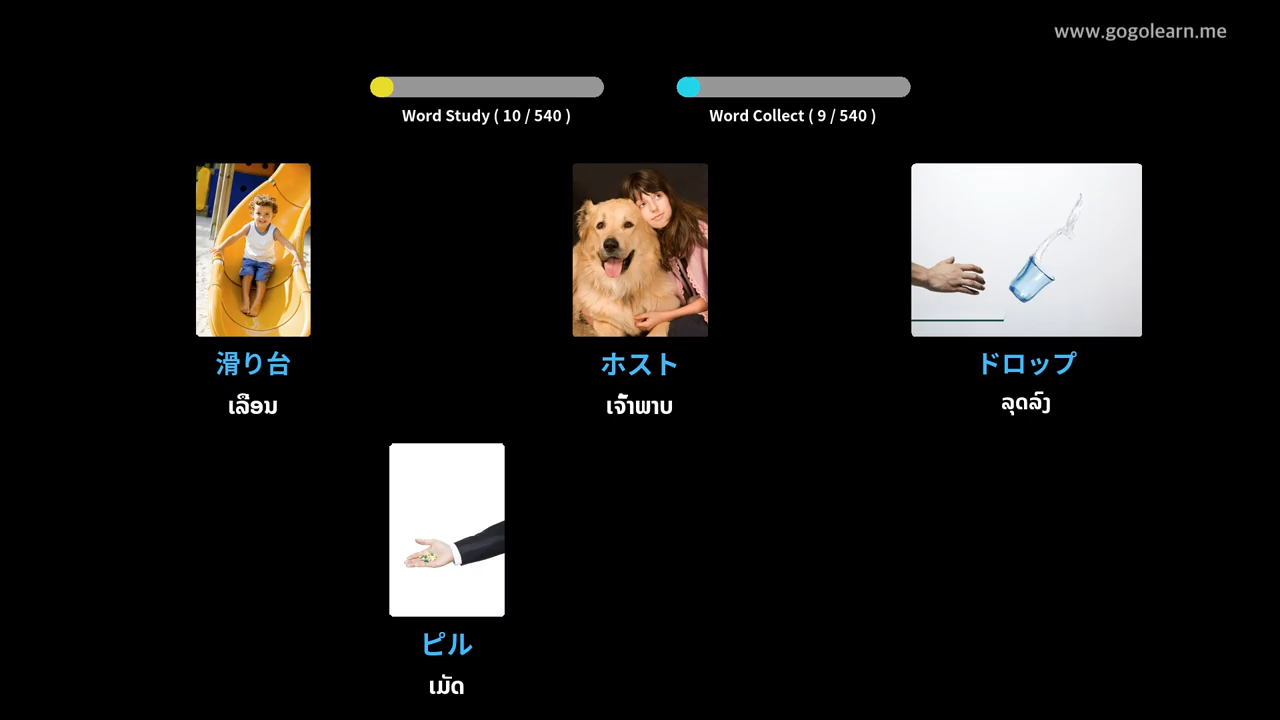 www.gogolearn.me
Word Study ( 10 / 540 )
Word Collect ( 9 / 540 )
滑り台
ເລືອນ
ホスト
ເຈົ້າພາບ
ドロップ
ລຸດລົງ
ピル
ເມັດ